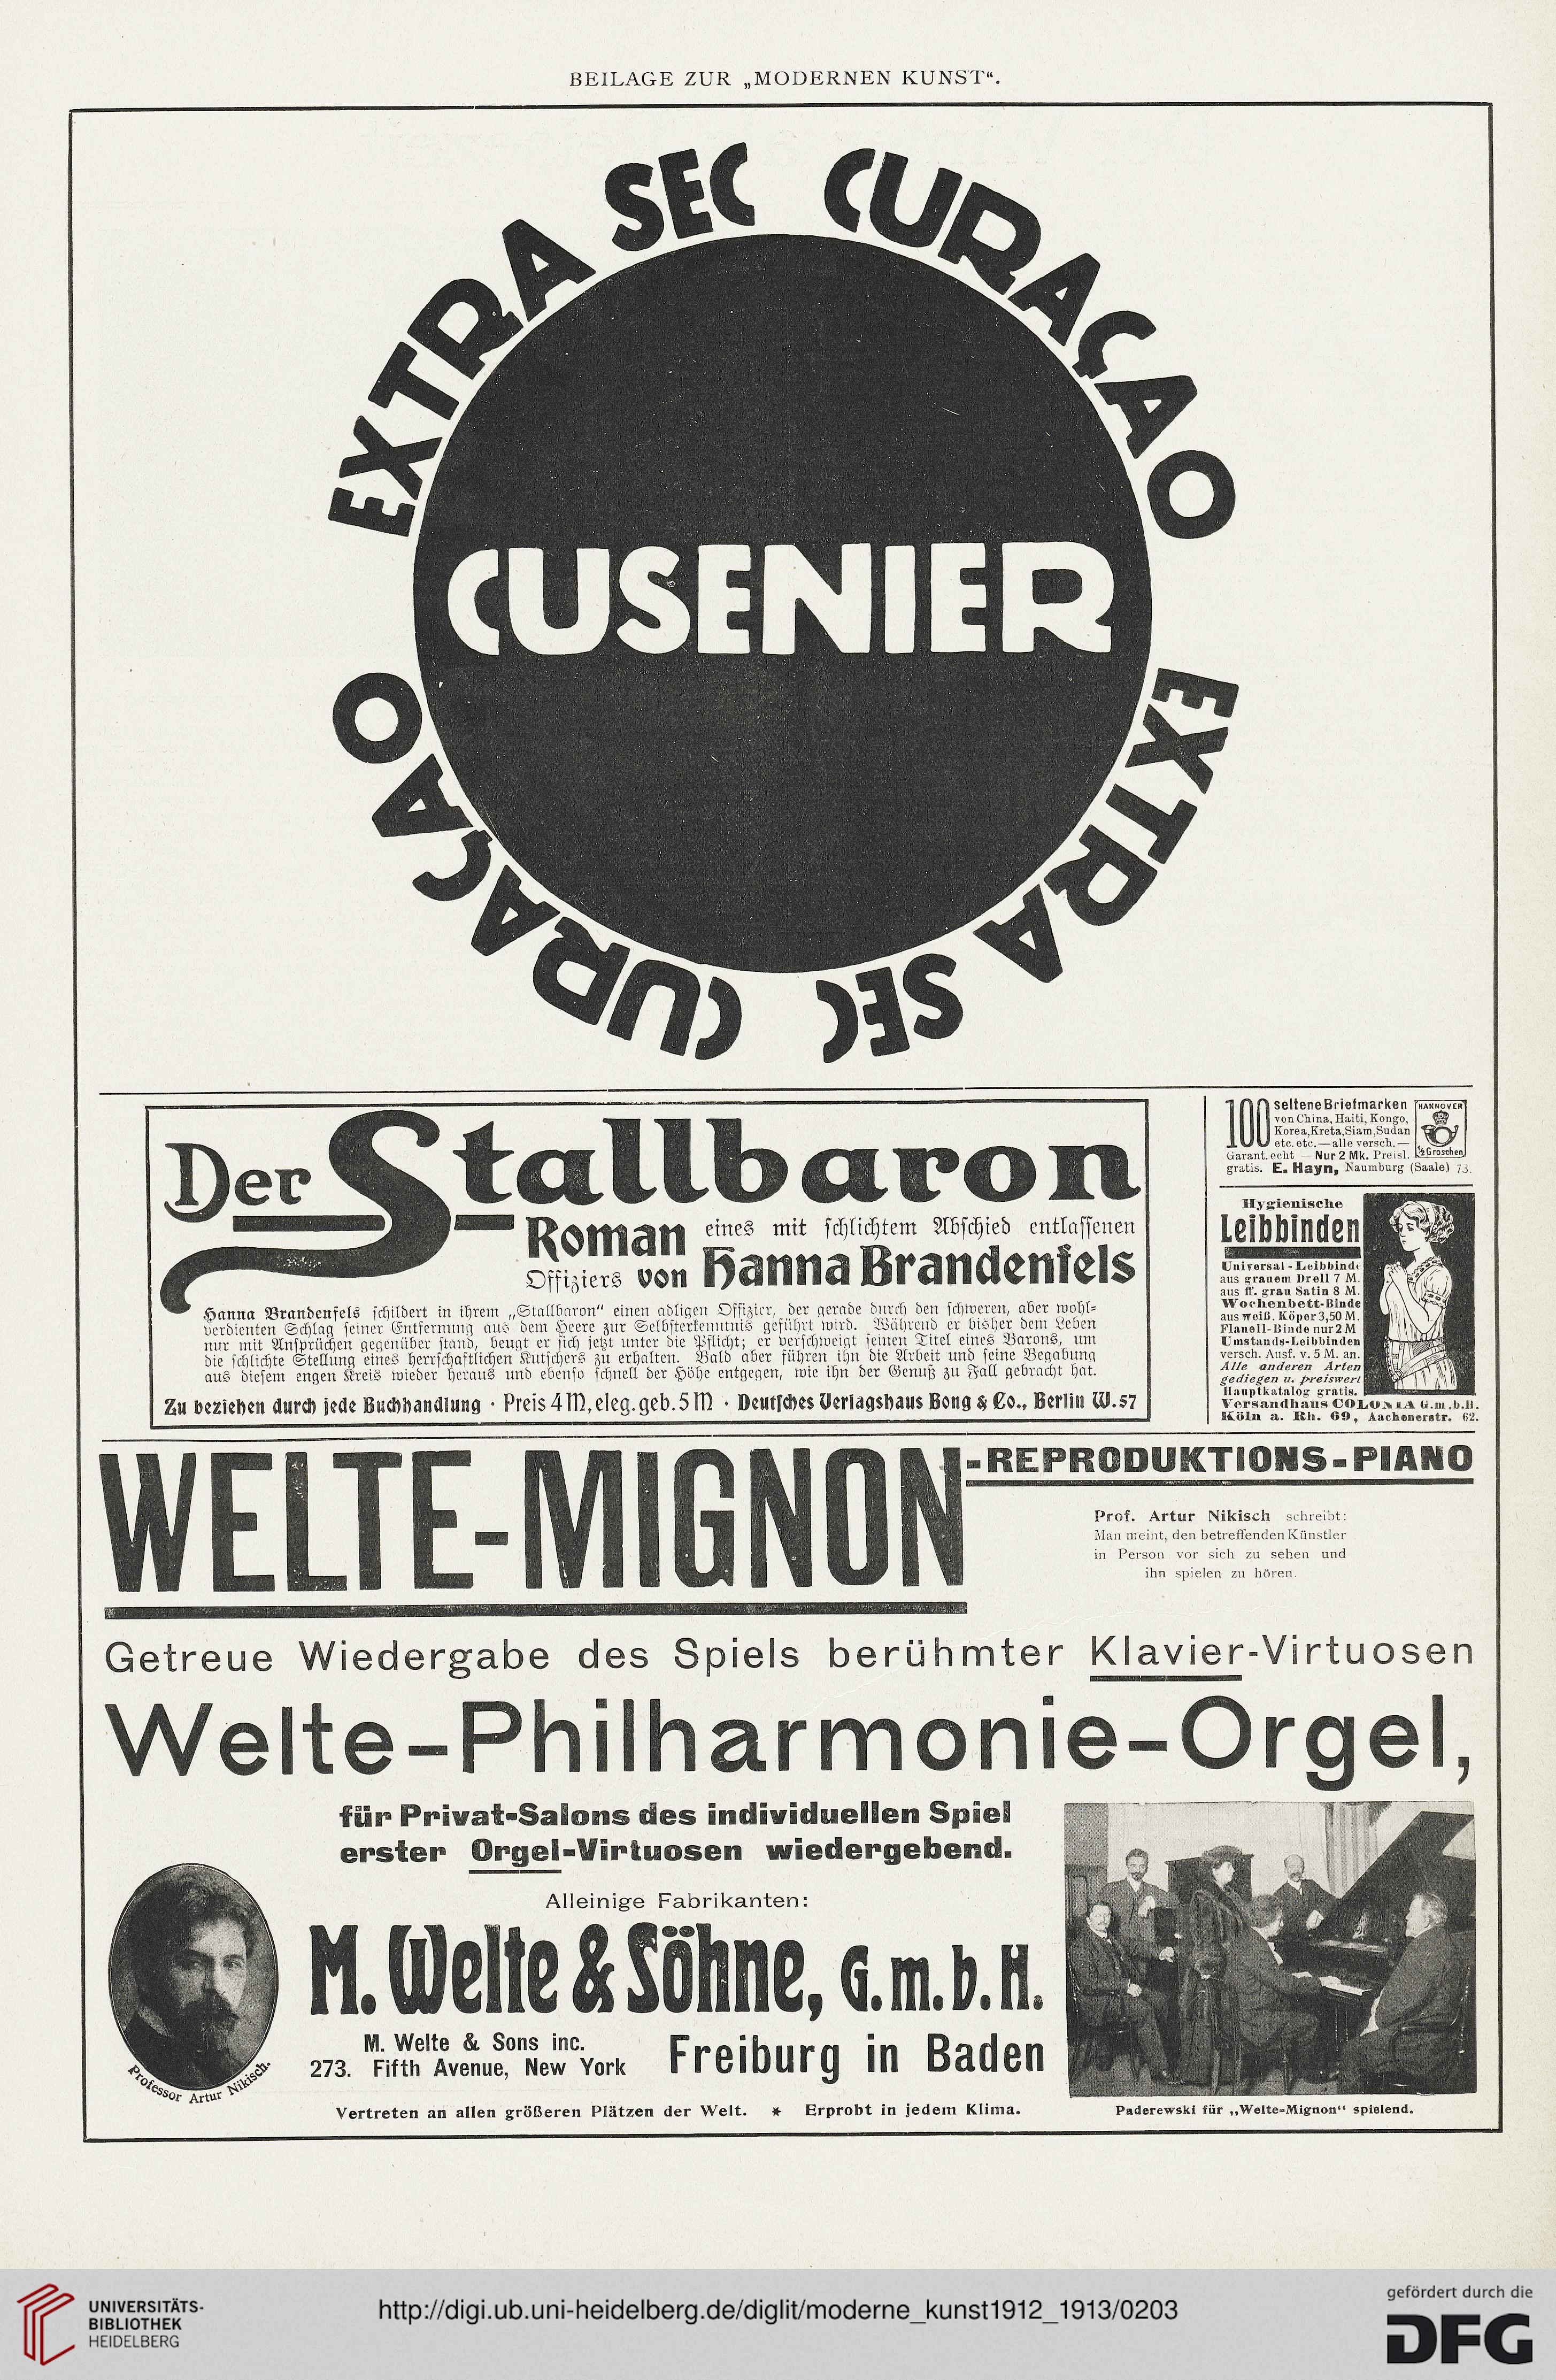 BEILAGE ZUR „MODERNEN KUNST“.
EXTRA SEC CURAÇAO
CUSENIER
EXTRA SEC CURAÇAO
Der Stallbaron
Roman eines mit schlichtem Abschied entlassenen
Offiziers von Hanna Brandenfels
Hanna Brandenfels schildert in ihrem „Stallbaron“ einen adligen Offizier, der gerade durch den schweren, aber wohl-
verdienten Schlag seiner Entfernung aus dem Heere zur Selbsterkenntnis geführt wird. Während er bisher dem Leben
nur mit Ansprüchen gegenüber stand, beugt er sich jetzt unter die Pflicht; er verschweigt seinen Titel eines Barons, um
die schlichte Stellung eines herrschaftlichen Kutschers zu erhalten. Bald aber führen ihn die Arbeit und seine Begabung
aus diesem engen Kreis wieder heraus und ebenso schnell der Höhe entgegen, wie ihn der Genuß zu Fall gebracht hat.
Zu beziehen durch jede Buchhandlung · Preis 4 M, eleg. geb. 5 M · Deutsches Verlagshaus Bong & Co., Berlin W. 57
100 seltene Briefmarken
von China, Haiti, Kongo,
Korea, Kreta, Siam, Sudan
etc. etc. — alle versch. —
Garant. echt — Nur 2 Mk. Preisl.
gratis. E. Hayn, Naumburg (Saale) 73.
HANNOVER
½ Groschen
Hygienische
Leibbinden
Universal-Leibbinde
aus grauem Drell 7 M.
aus ff. grau Satin 8 M.
Wochenbett-Binde
aus weiß. Köper 3,50 M.
Flanell-Binde nur 2 M
Umstands-Leibbinden
versch. Ausf. v. 5 M. an.
Alle anderen Arten
gediegen u. preiswert
Hauptkatalog gratis.
Versandhaus COLONIA G.m.b.H.
Köln a. Rh. 69, Aachenerstr. 62.
WELTE-MIGNON-REPRODUKTIONS-PIANO
Prof. Artur Nikisch schreibt:
Man meint, den betreffenden Künstler
in Person vor sich zu sehen und
ihn spielen zu hören.
Getreue Wiedergabe des Spiels berühmter Klavier-Virtuosen
Welte-Philharmonie-Orgel,
für Privat-Salons des individuellen Spiel
erster Orgel-Virtuosen wiedergebend.
Alleinige Fabrikanten:
M. Welte & Söhne, G. m. b. H.
M. Welte & Sons inc.
273. Fifth Avenue, New York
Freiburg in Baden
Professor Artur Nikisch.
Vertreten an allen größeren Plätzen der Welt. * Erprobt in jedem Klima.
Paderewski für „Welte-Mignon“ spielend.
UNIVERSITÄTS-
BIBLIOTHEK
HEIDELBERG
http://digi.ub.uni-heidelberg.de/diglit/moderne_kunst1912_1913/0203
gefördert durch die
DFG